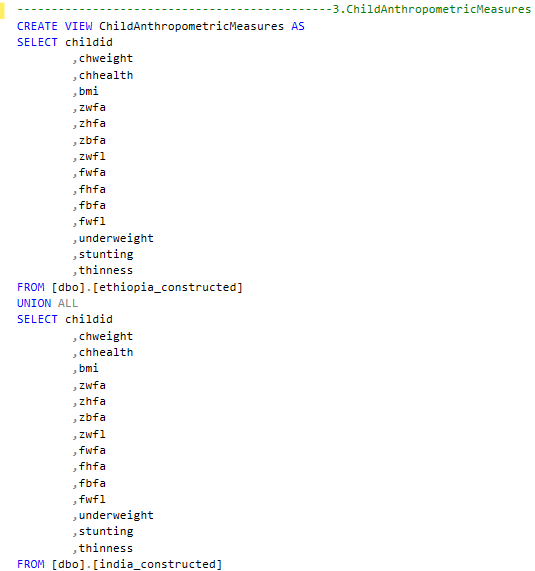 ----------------------------------------------3.ChildAnthropometricMeasures
CREATE VIEW ChildAnthropometricMeasures AS
SELECT childid
,chweight
,chhealth
,bmi
,zwfa
,zhfa
,zbfa
,zwfl
,fwfa
,fhfa
,fbfa
,fwfl
,underweight
,stunting
,thinness
FROM [dbo].[ethiopia_constructed]
UNION ALL
SELECT childid
,chweight
,chhealth
,bmi
,zwfa
,zhfa
,zbfa
,zwfl
,fwfa
,fhfa
,fbfa
,fwfl
,underweight
,stunting
,thinness
FROM [dbo].[india_constructed]